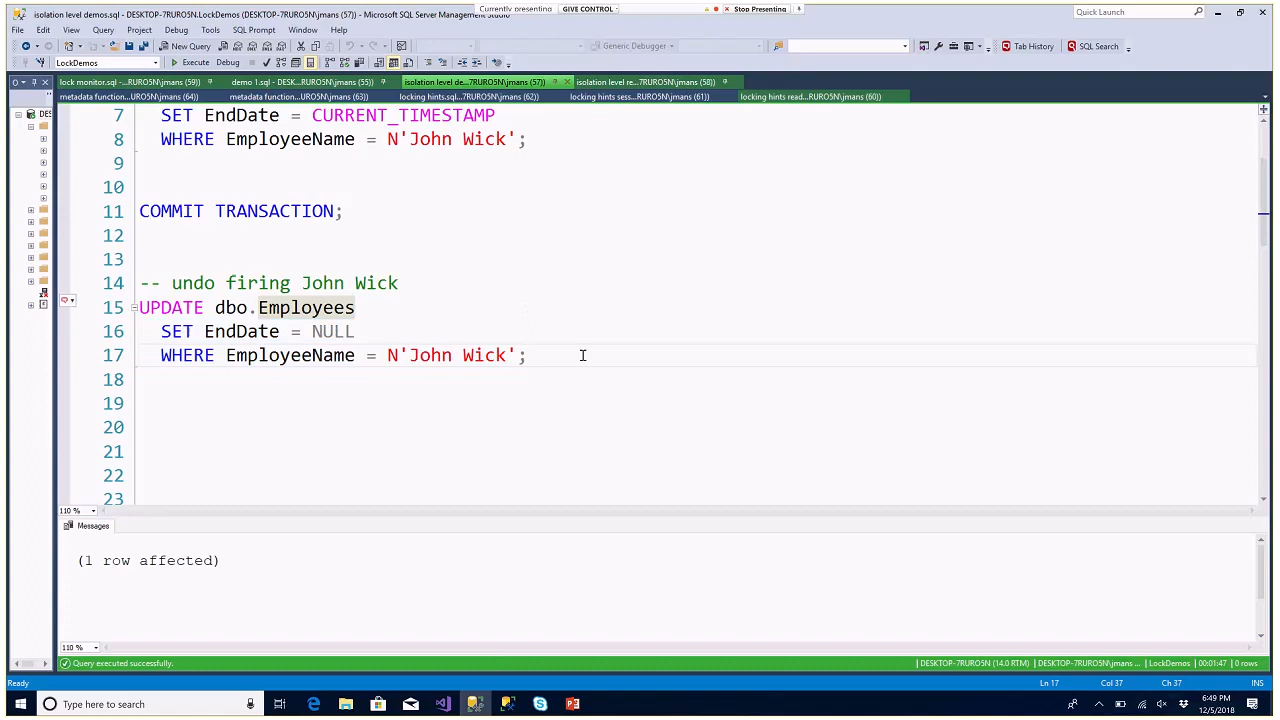 Currently presenting GIVE CONTROL Stop Presenting
isolation level demos.sql - DESKTOP-7RURO5N.LockDemos (DESKTOP-7RURO5N\jmans (57)) - Microsoft SQL Server Management Studio
Quick Launch
File Edit View Query Project Debug Tools SQL Prompt Window Help
New Query Generic Debugger Tab History SQL Search
LockDemos Execute
lock monitor.sql -...RURO5N\jmans (59)) demo 1.sql - DESK...RURO5N\jmans (55)) isolation level de...7RURO5N\jmans (57)) isolation level re...7RURO5N\jmans (58))
metadata function...URO5N\jmans (64)) metadata function...URO5N\jmans (63)) locking hints.sql...7RURO5N\jmans (62)) locking hints sess...RURO5N\jmans (61)) locking hints read...RURO5N\jmans (60))
DES
7 SET EndDate = CURRENT_TIMESTAMP
8 WHERE EmployeeName = N'John Wick';
9
10
11 COMMIT TRANSACTION;
12
13
14 -- undo firing John Wick
15 UPDATE dbo.Employees
16 SET EndDate = NULL
17 WHERE EmployeeName = N'John Wick';
18
19
20
21
22
23
110 %
Messages
(1 row affected)
110 %
Query executed successfully. DESKTOP-7RURO5N (14.0 RTM) DESKTOP-7RURO5N\jmans ... LockDemos 00:01:47 0 rows
Ready Ln 17 Col 37 Ch 37 INS
Type here to search
6:49 PM
12/5/2018